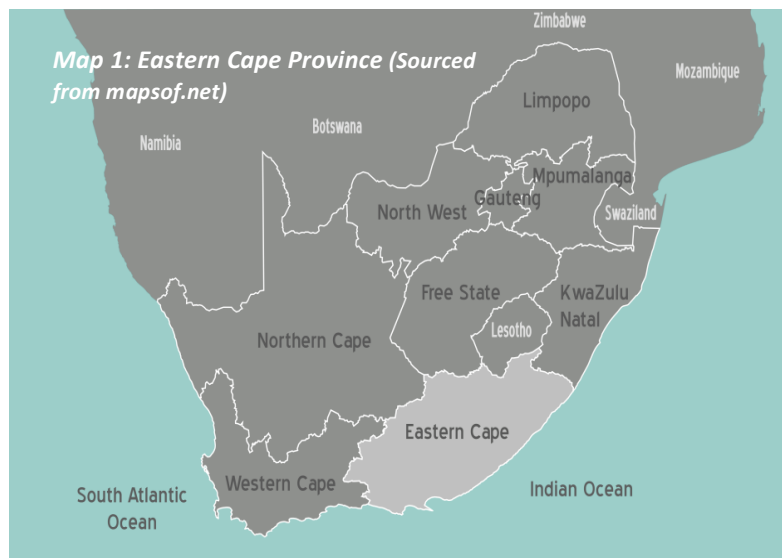 Zimbabwe
Map 1: Eastern Cape Province (Sourced
from mapsof.net)
Mozambique
Limpopo
Botswana
Namibia
Mpumalanga
Gauteng
North West
Swaziland
Free State
KwaZulu
Natal
Lesotho
Northern Cape
Eastern Cape
Western Cape
Indian Ocean
South Atlantic
Ocean